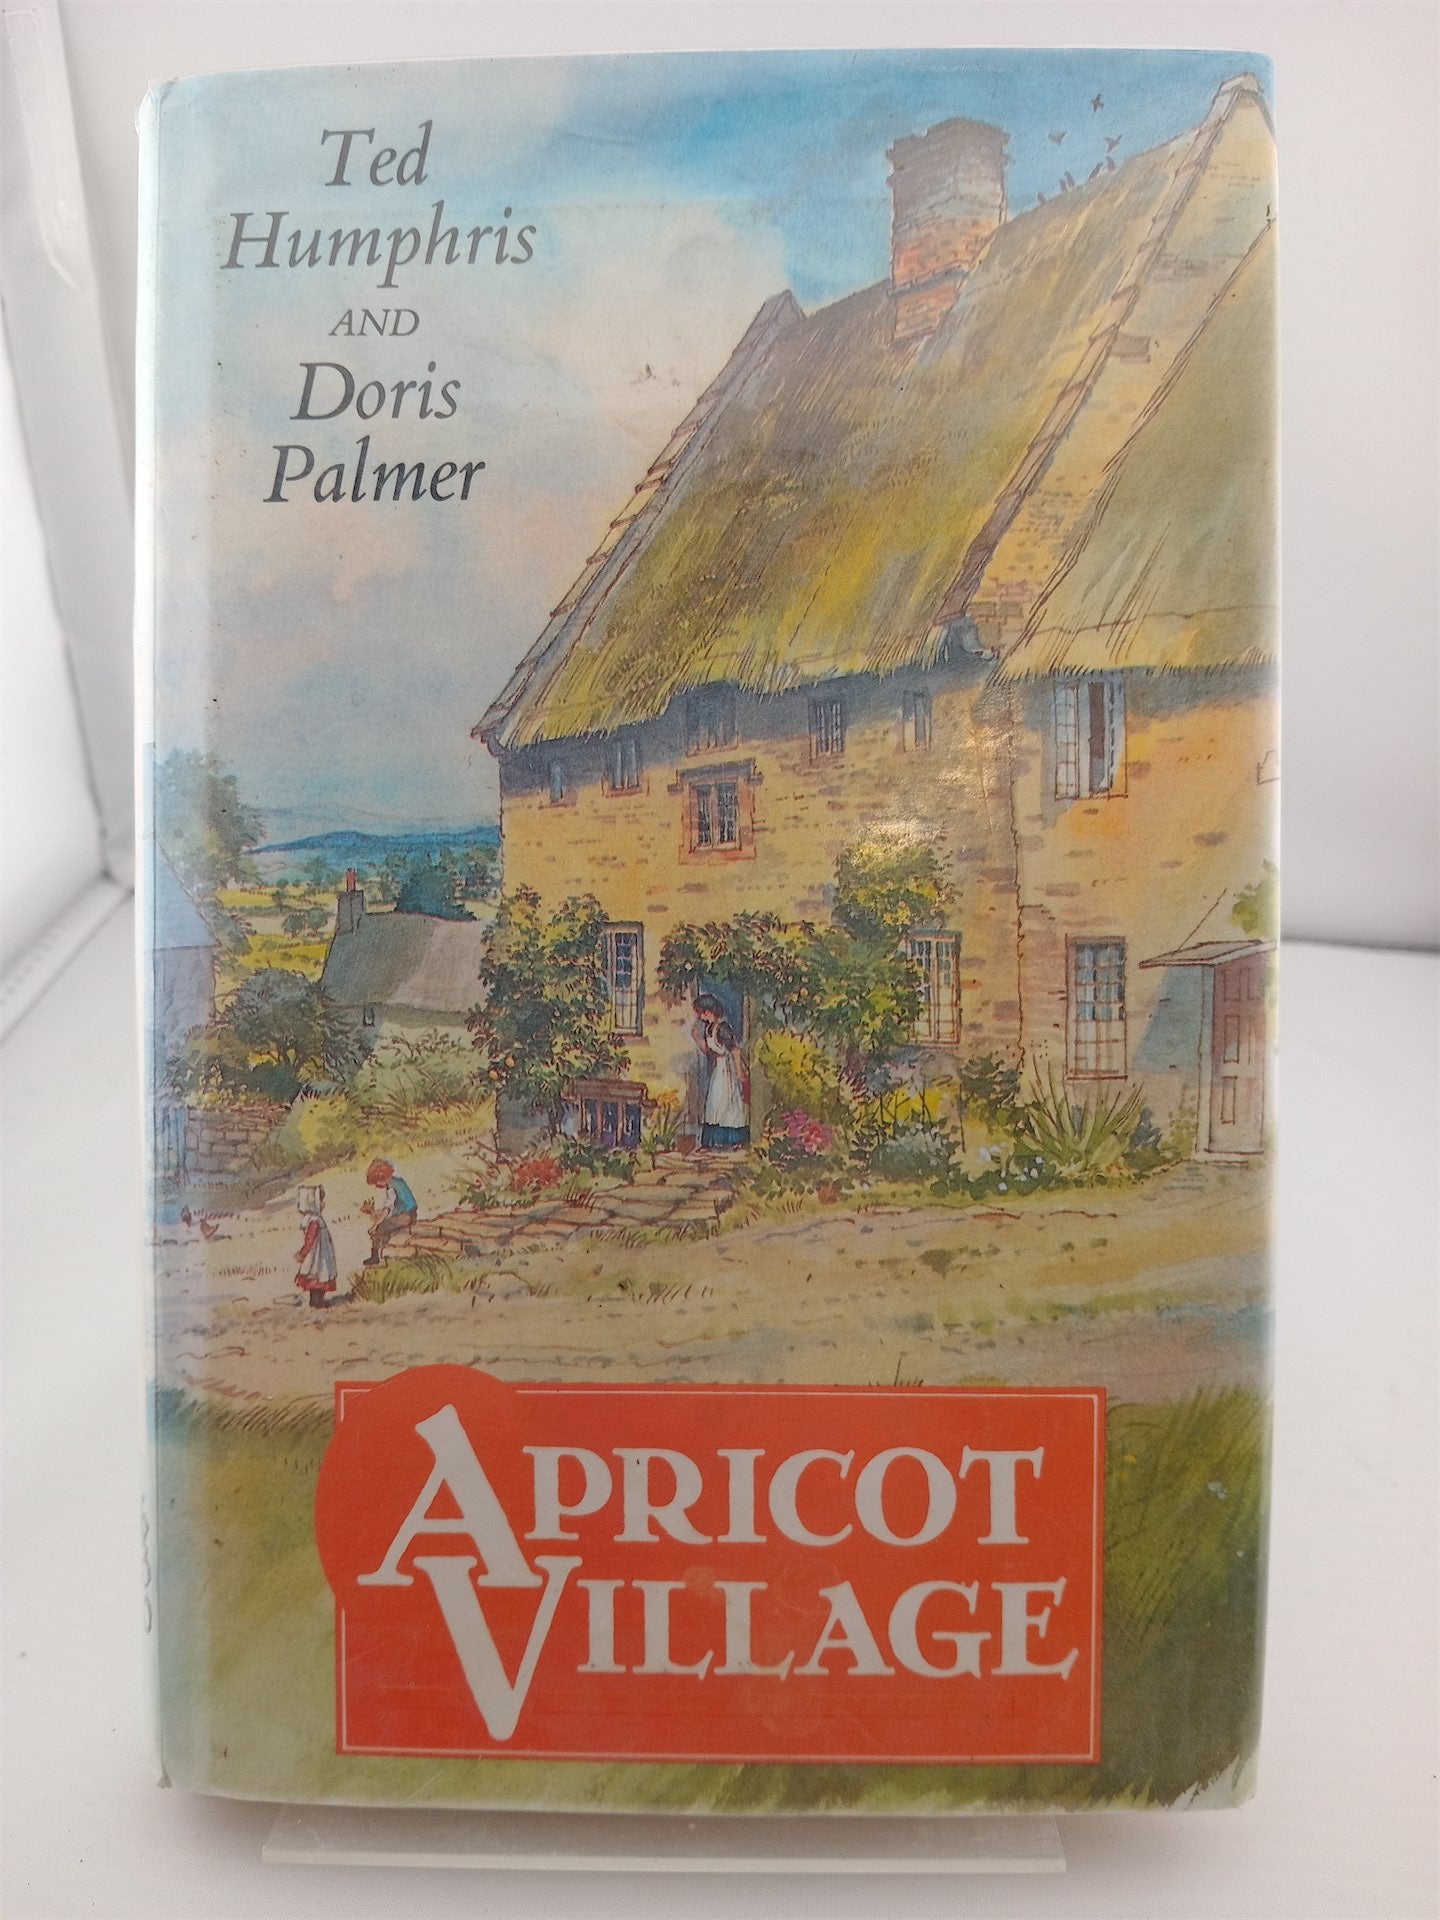 Ted
Humphris
AND
Doris
Palmer
APRICOT
VILLAGE